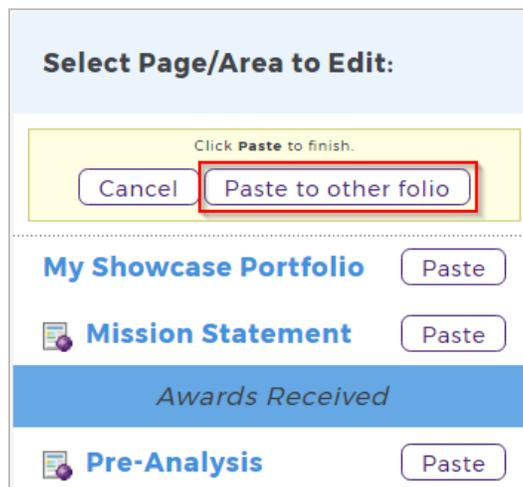 Select Page/Area to Edit:
Click Paste to finish.
Cancel Paste to other folio
My Showcase Portfolio Paste
Mission Statement Paste
Awards Received
Pre-Analysis Paste